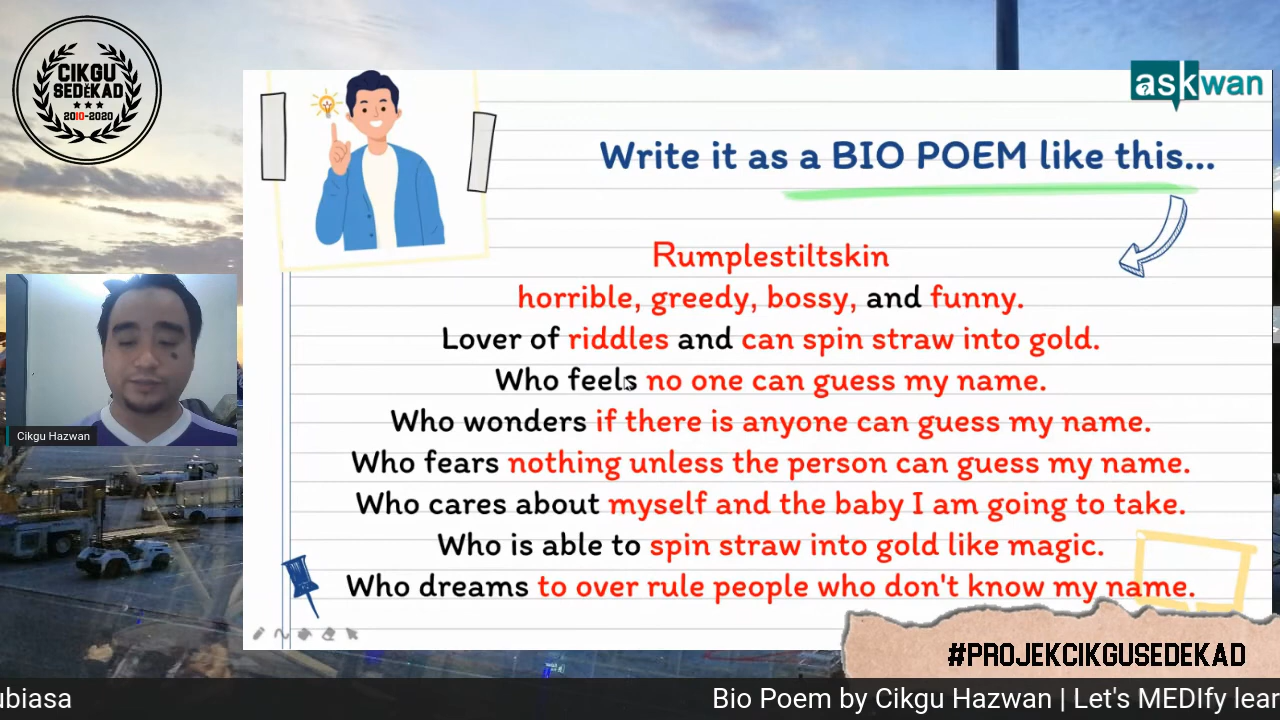 CIKGU
SEDĕKAD
2010-2020
askwan
Write it as a BIO POEM like this...
Rumplestiltskin
horrible, greedy, bossy, and funny.
Lover of riddles and can spin straw into gold.
Who feels no one can guess my name.
Who wonders if there is anyone can guess my name.
Who fears nothing unless the person can guess my name.
Who cares about myself and the baby I am going to take.
Who is able to spin straw into gold like magic.
Who dreams to over rule people who don't know my name.
Cikgu Hazwan
#PROJEKCIKGUSEDEKAD
ubiasa
Bio Poem by Cikgu Hazwan | Let's MEDIfy lear